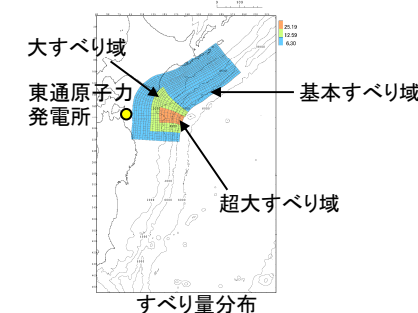 25.19
12.59
6.30
大すべり域
東通原子力
発電所
基本すべり域
超大すべり域
すべり量分布